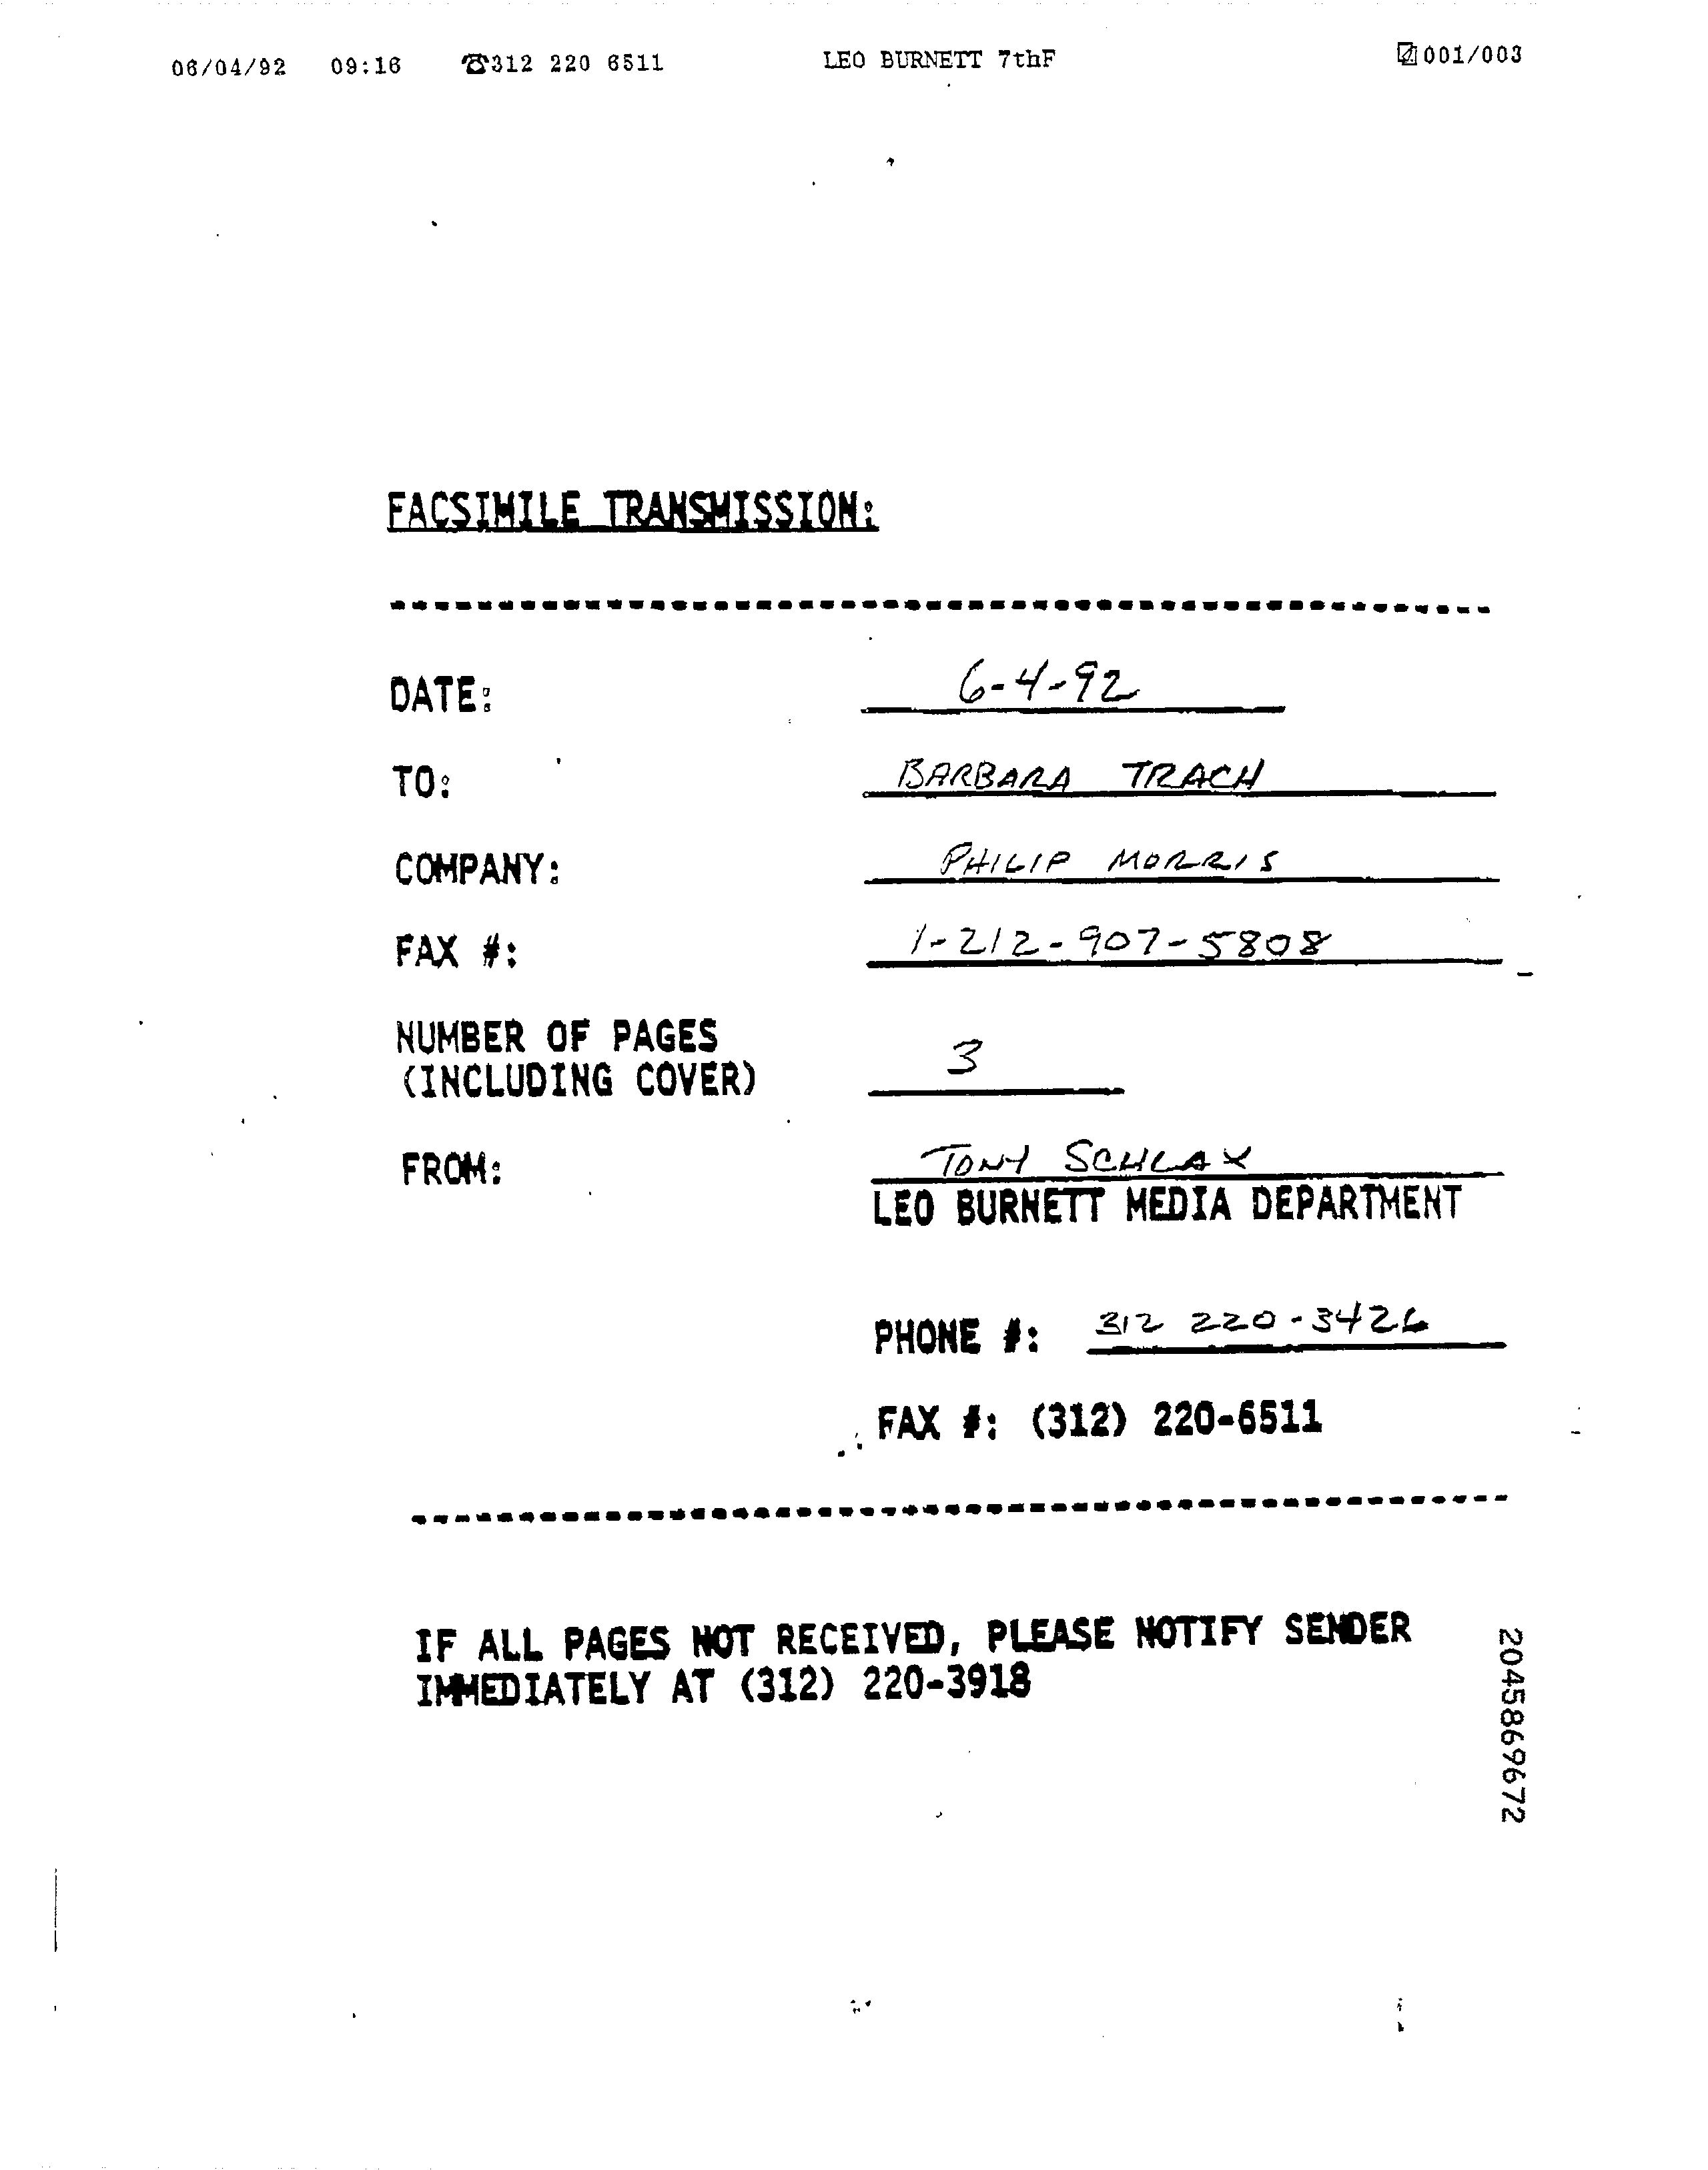 06/04/92 09:16 ☎312 220 6511 LEO BURNETT 7thF 001/003
FACSIMILE TRANSMISSION:
DATE: 6-4-92
TO: BARBARA TRACH
COMPANY: PHILIP MORRIS
FAX #: 1-212-907-5808
NUMBER OF PAGES
(INCLUDING COVER) 3
FROM: TONY SCHLAX
LEO BURNETT MEDIA DEPARTMENT
PHONE #: 312 220-3426
FAX #: (312) 220-6511
IF ALL PAGES NOT RECEIVED, PLEASE NOTIFY SENDER
IMMEDIATELY AT (312) 220-3918
2045869672